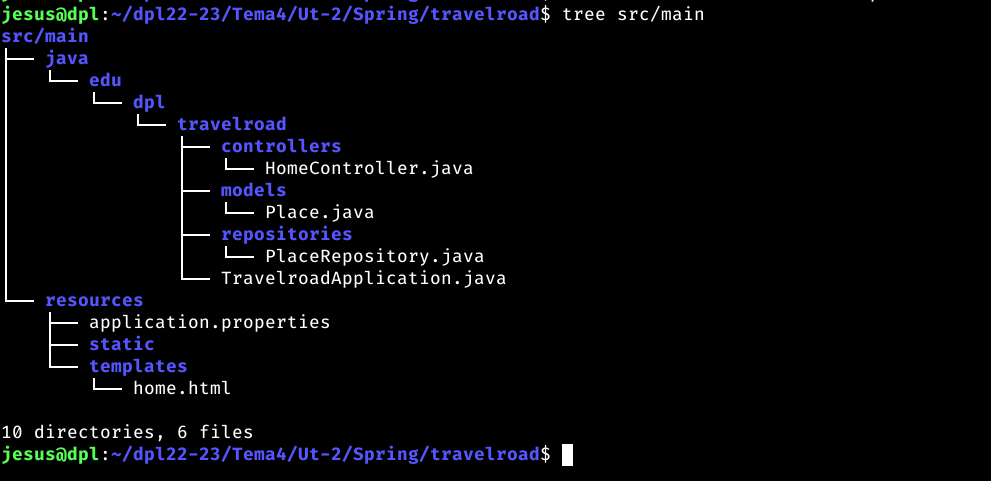 jesus@dpl:~/dpl22-23/Tema4/Ut-2/Spring/travelroad$ tree src/main
src/main
├── java
│   └── edu
│       └── dpl
│           └── travelroad
│               ├── controllers
│               │   └── HomeController.java
│               ├── models
│               │   └── Place.java
│               ├── repositories
│               │   └── PlaceRepository.java
│               └── TravelroadApplication.java
└── resources
    ├── application.properties
    ├── static
    └── templates
        └── home.html

10 directories, 6 files
jesus@dpl:~/dpl22-23/Tema4/Ut-2/Spring/travelroad$